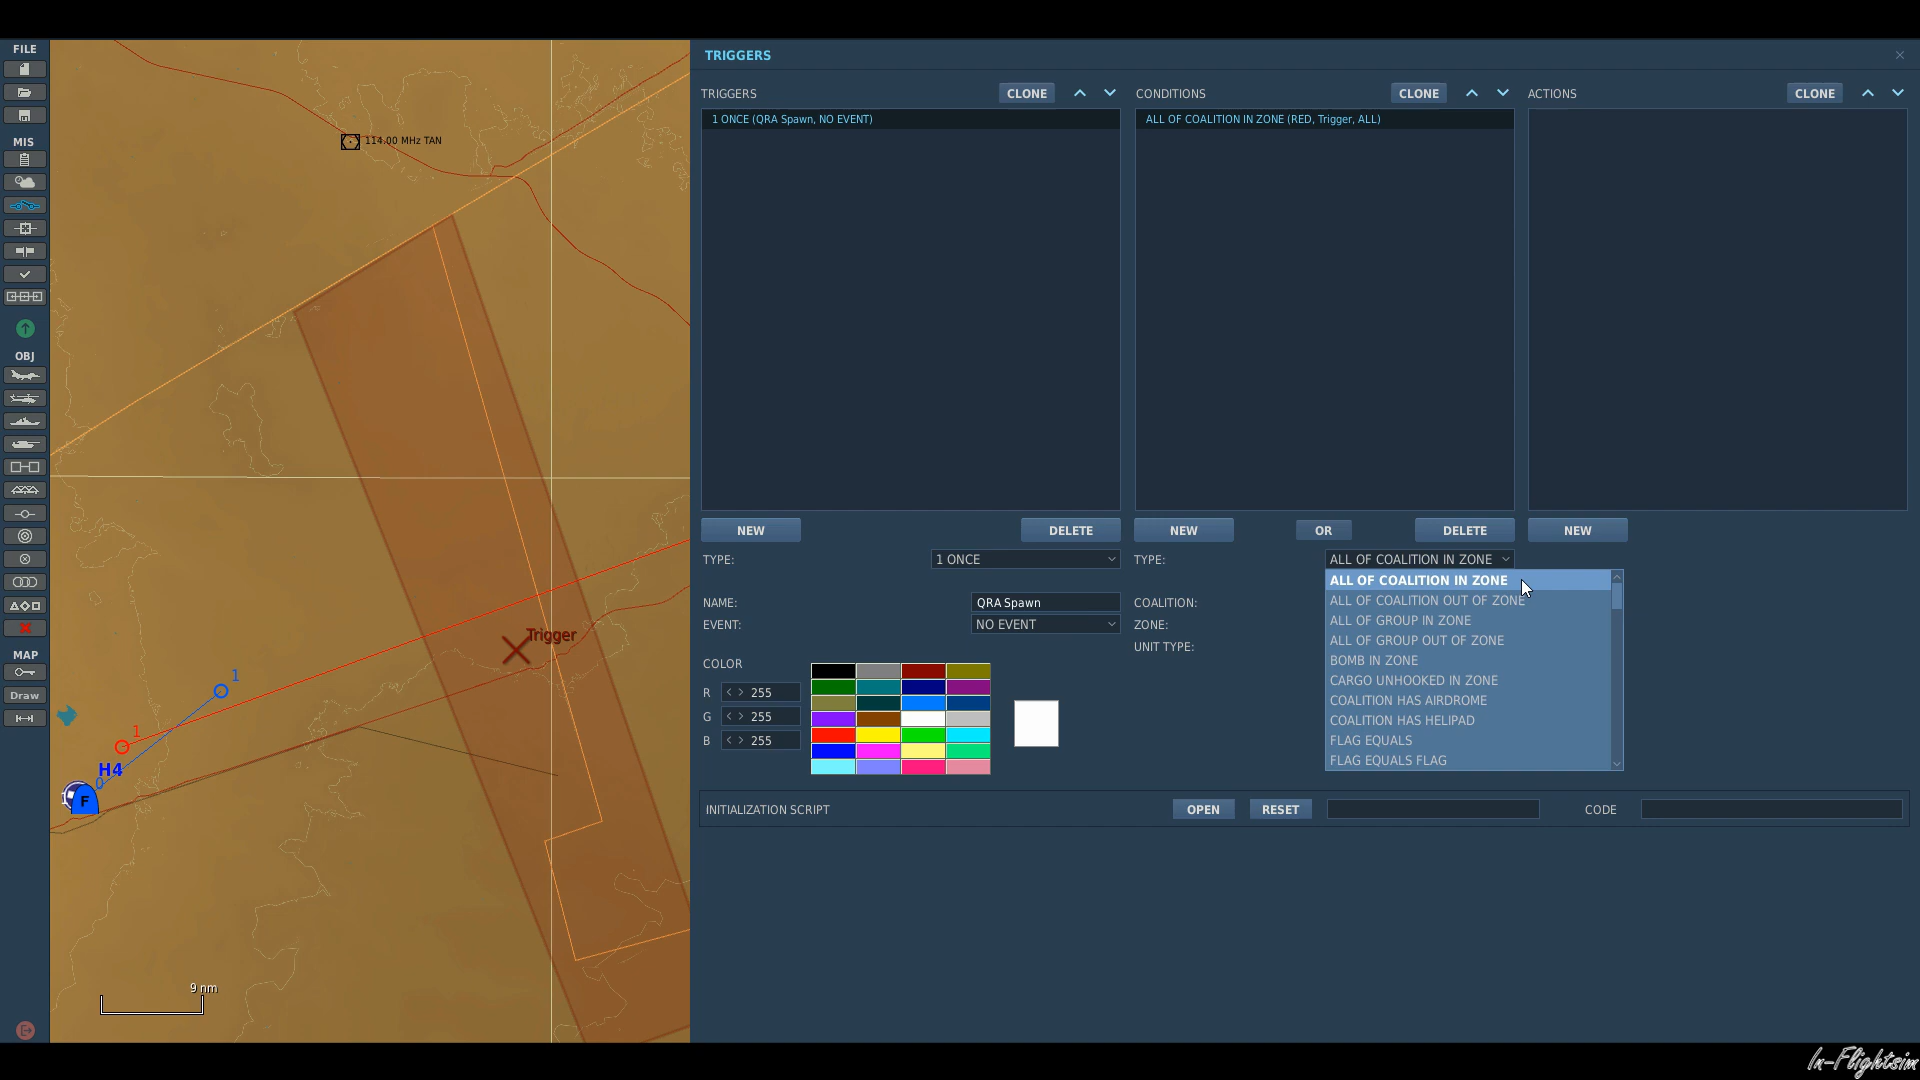 FILE
MIS
OBJ
MAP
Draw
114.00 MHz TAN
Trigger
1
1
H4
0
F
9 nm
TRIGGERS
TRIGGERS
CLONE
CONDITIONS
CLONE
ACTIONS
CLONE
1 ONCE (QRA Spawn, NO EVENT)
ALL OF COALITION IN ZONE (RED, Trigger, ALL)
NEW
DELETE
NEW
OR
DELETE
NEW
TYPE:
1 ONCE
TYPE:
ALL OF COALITION IN ZONE
ALL OF COALITION IN ZONE
ALL OF COALITION OUT OF ZONE
ALL OF GROUP IN ZONE
ALL OF GROUP OUT OF ZONE
BOMB IN ZONE
CARGO UNHOOKED IN ZONE
COALITION HAS AIRDROME
COALITION HAS HELIPAD
FLAG EQUALS
FLAG EQUALS FLAG
NAME:
QRA Spawn
COALITION:
EVENT:
NO EVENT
ZONE:
UNIT TYPE:
COLOR
R < > 255
G < > 255
B < > 255
INITIALIZATION SCRIPT
OPEN
RESET
CODE
In-Flightsim